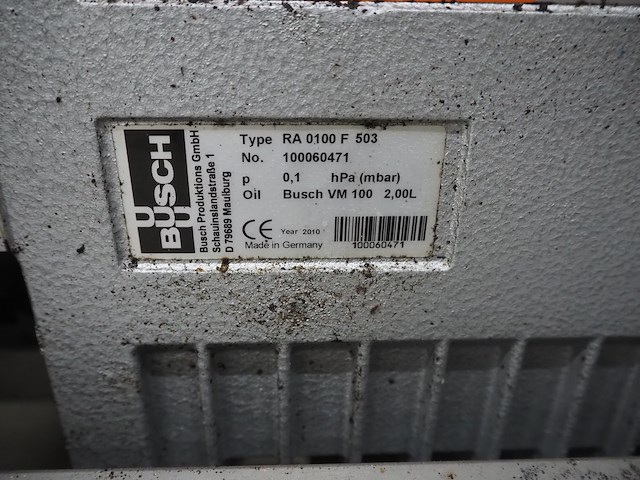 BUSCH
Busch Produktions GmbH
Schauinslandstraße 1
D 79689 Maulburg
Type RA 0100 F 503
No. 100060471
p 0,1 hPa (mbar)
Oil Busch VM 100 2,00L
CE Year 2010
Made in Germany
100060471